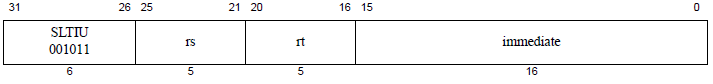 31 26 25 21 20 16 15 0
SLTIU
001011 rs rt immediate
6 5 5 16